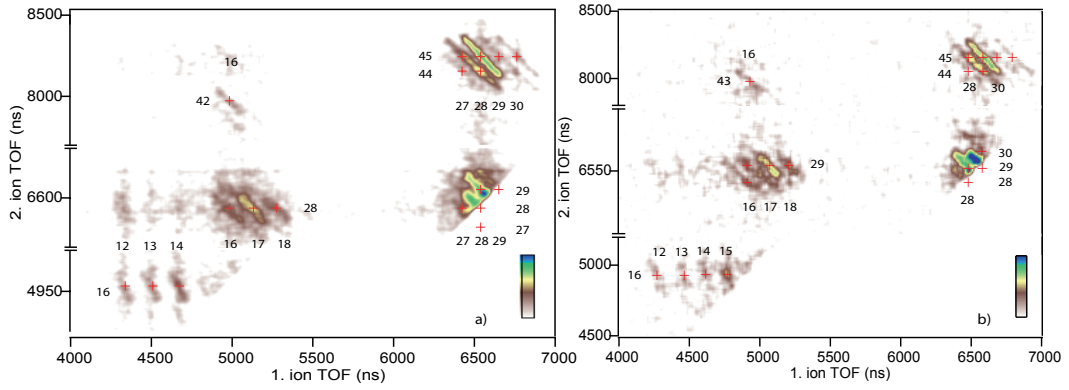 8500
8000
6600
4950
2. ion TOF (ns)
16
42
45
44
27 28 29 30
29
28
27
27 28 29
28
12 13 14 16 17 18
16
a)
4000 4500 5000 5500 6000 6500 7000
1. ion TOF (ns)
8500
8000
6550
5000
4500
2. ion TOF (ns)
16
43
45
44
28 30
30
29
28
28
29
16 17 18
12 13 14 15
16
b)
4000 4500 5000 5500 6000 6500 7000
1. ion TOF (ns)